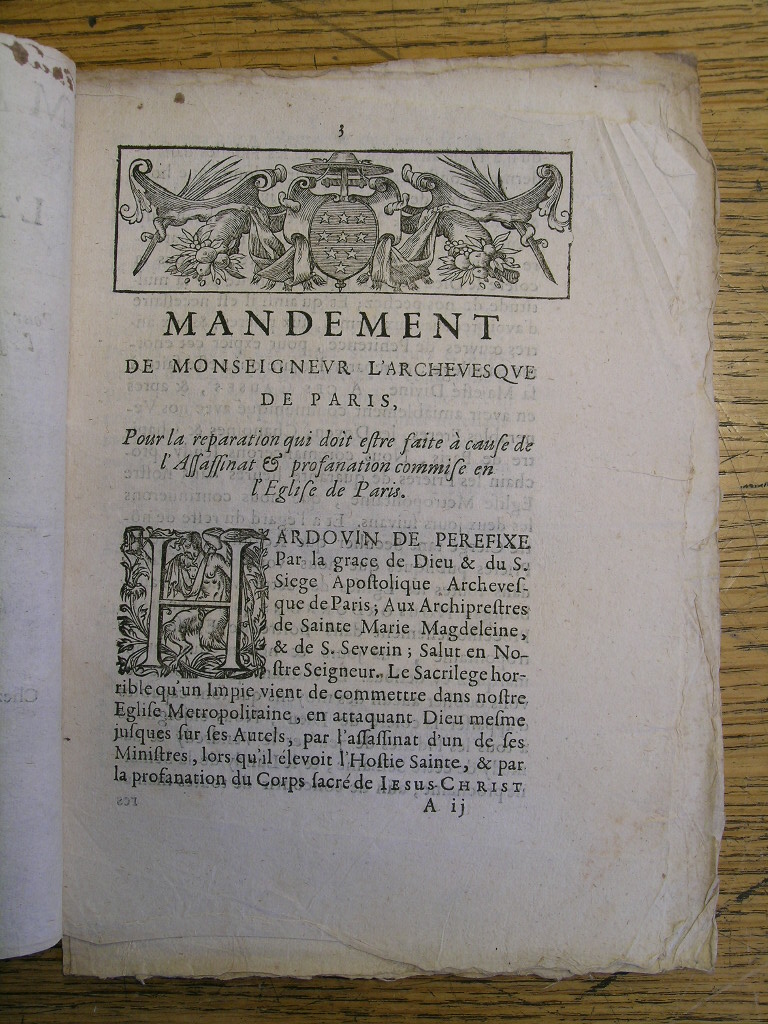 3
MANDEMENT
DE MONSEIGNEVR L'ARCHEVESQVE
DE PARIS,
Pour la reparation qui doit eſtre faite à cauſe de
l'Aſſaſſinat & profanation commiſe en
l'Egliſe de Paris.
HARDOVIN DE PEREFIXE
Par la grace de Dieu & du S.
Siege Apoſtolique Archeveſ-
que de Paris; Aux Archipreſtres
de Sainte Marie Magdeleine,
& de S. Severin; Salut en No-
ſtre Seigneur. Le Sacrilege hor-
rible qu'un Impie vient de commettre dans noſtre
Egliſe Metropolitaine, en attaquant Dieu meſme
juſques ſur ſes Autels, par l'aſſaſſinat d'un de ſes
Miniſtres, lors qu'il élevoit l'Hoſtie Sainte, & par
la profanation du Corps ſacré de IESUS-CHRIST
A ij